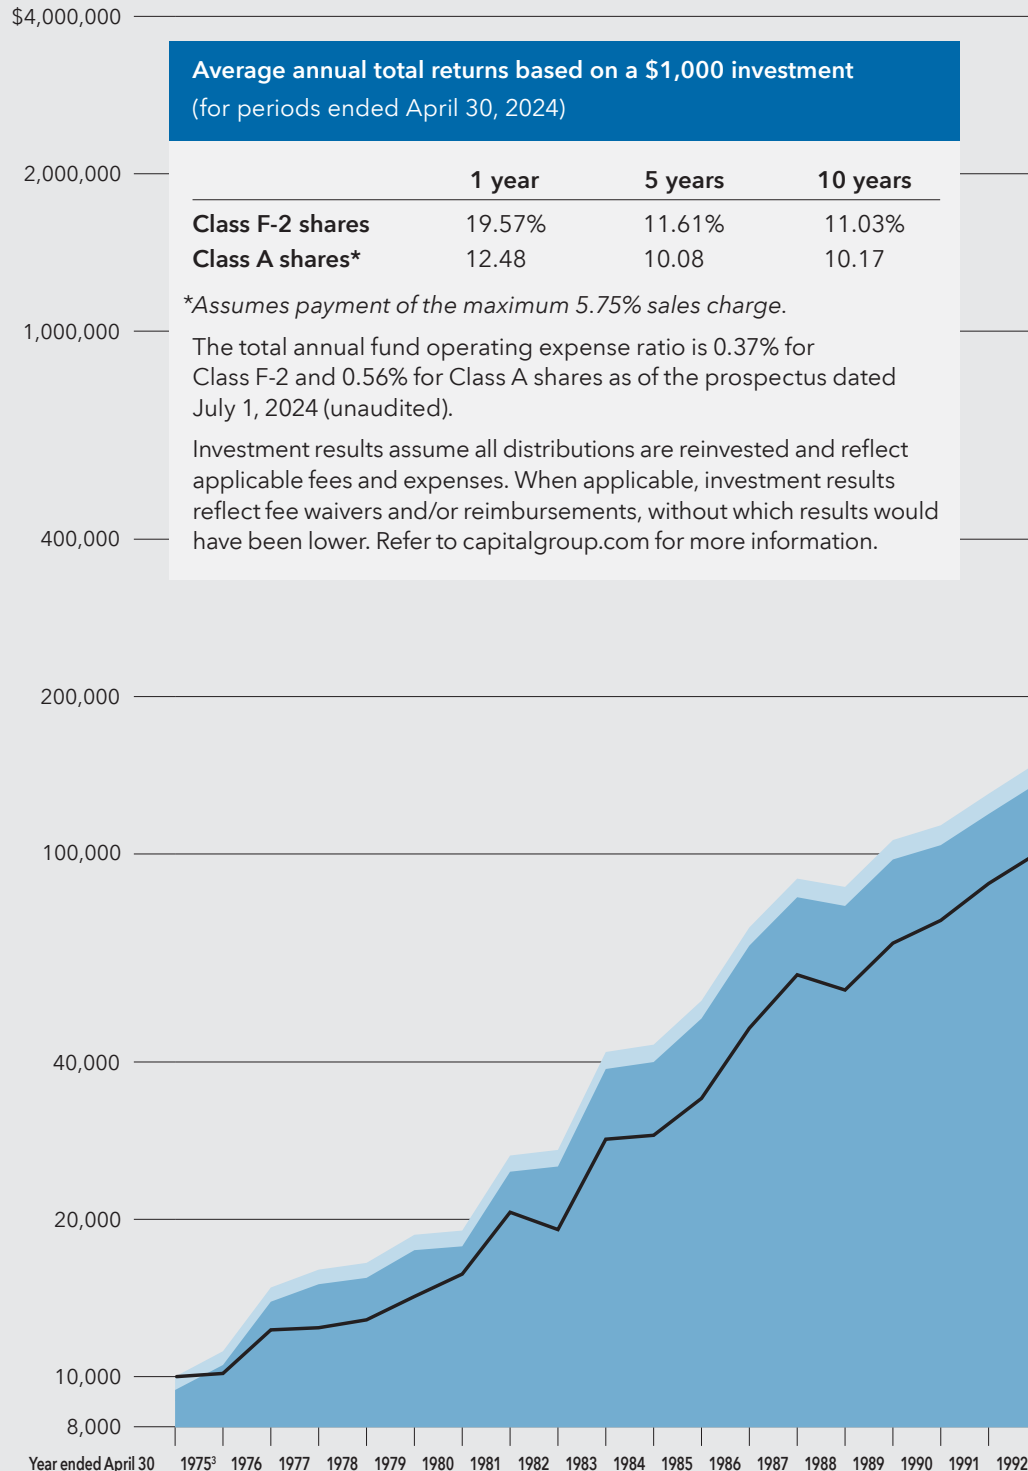 $4,000,000
Average annual total returns based on a $1,000 investment
(for periods ended April 30, 2024)
2,000,000
1 year 5 years 10 years
Class F-2 shares 19.57% 11.61% 11.03%
Class A shares* 12.48 10.08 10.17
*Assumes payment of the maximum 5.75% sales charge.
1,000,000
The total annual fund operating expense ratio is 0.37% for
Class F-2 and 0.56% for Class A shares as of the prospectus dated
July 1, 2024 (unaudited).
Investment results assume all distributions are reinvested and reflect
applicable fees and expenses. When applicable, investment results
reflect fee waivers and/or reimbursements, without which results would
400,000
have been lower. Refer to capitalgroup.com for more information.
200,000
100,000
40,000
20,000
10,000
8,000
Year ended April 30 1975³ 1976 1977 1978 1979 1980 1981 1982 1983 1984 1985 1986 1987 1988 1989 1990 1991 1992